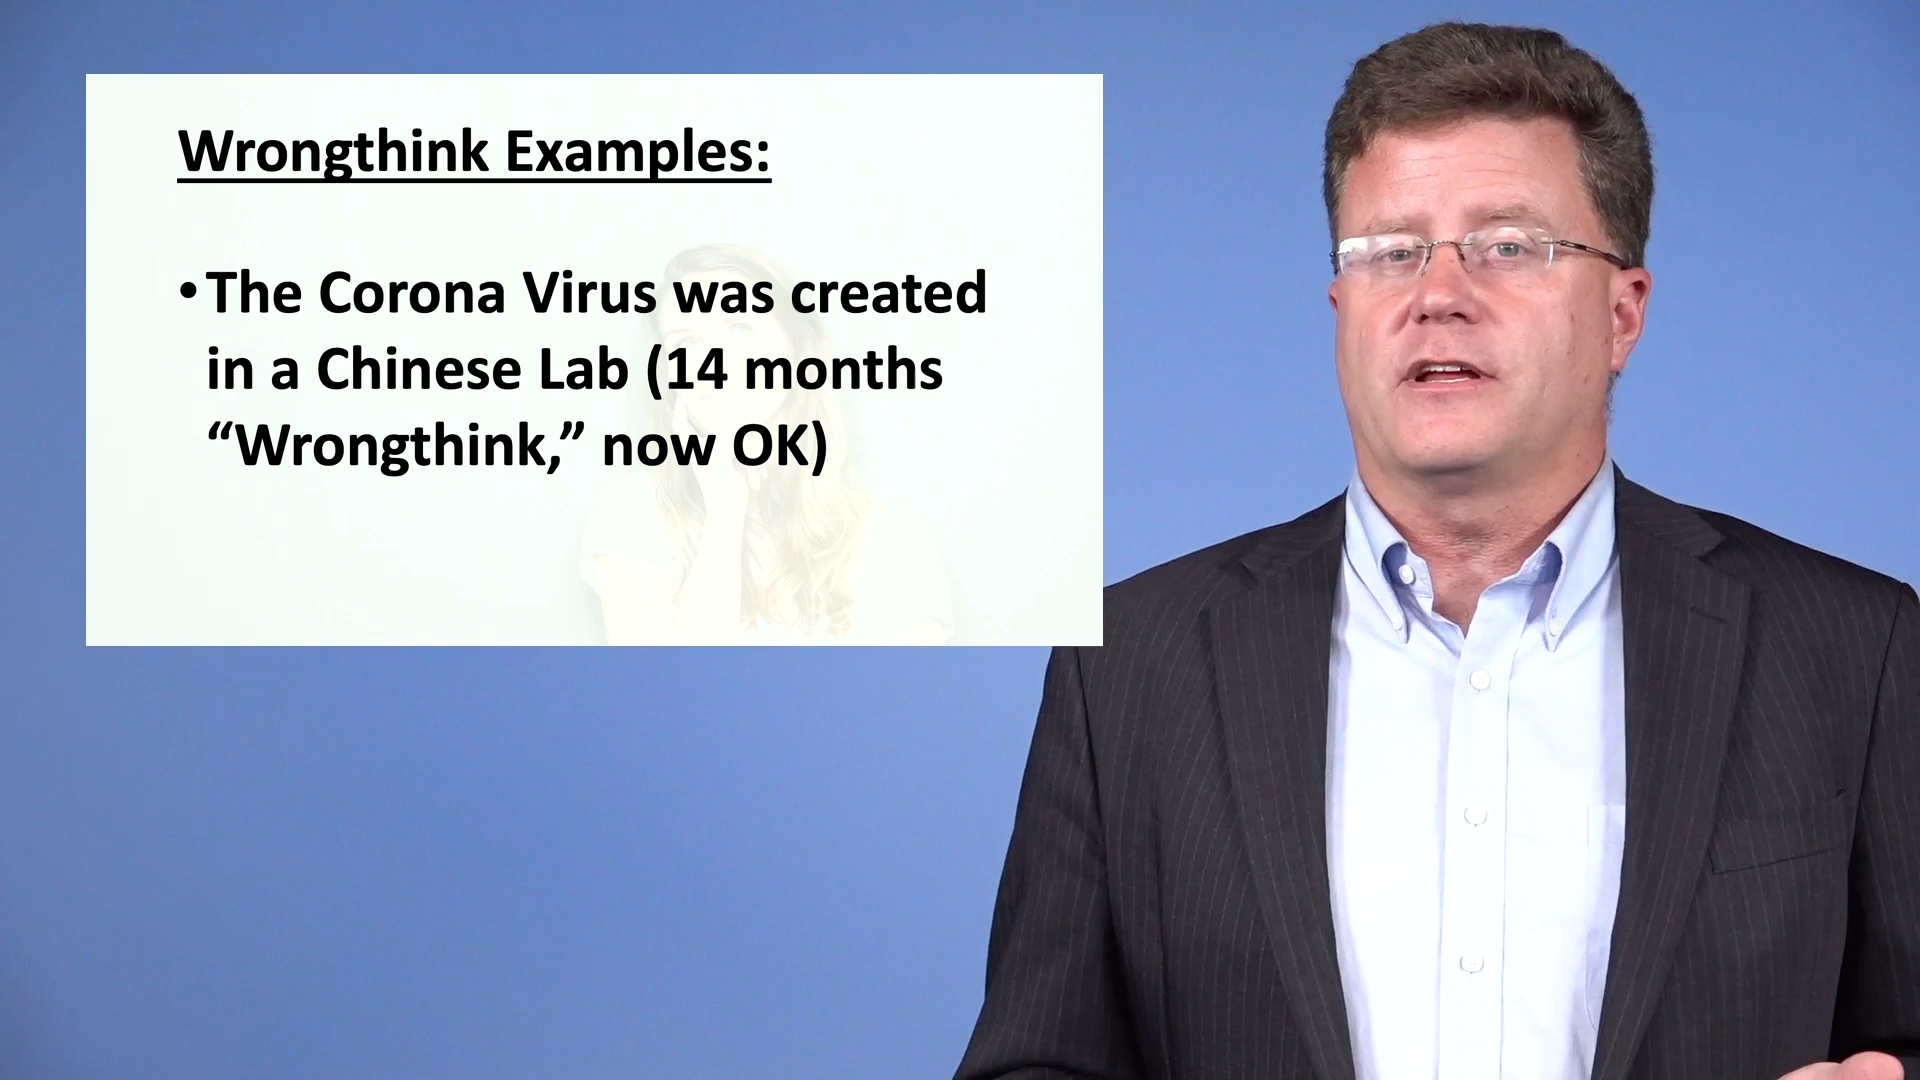 Wrongthink Examples:
•The Corona Virus was created
in a Chinese Lab (14 months
“Wrongthink,” now OK)